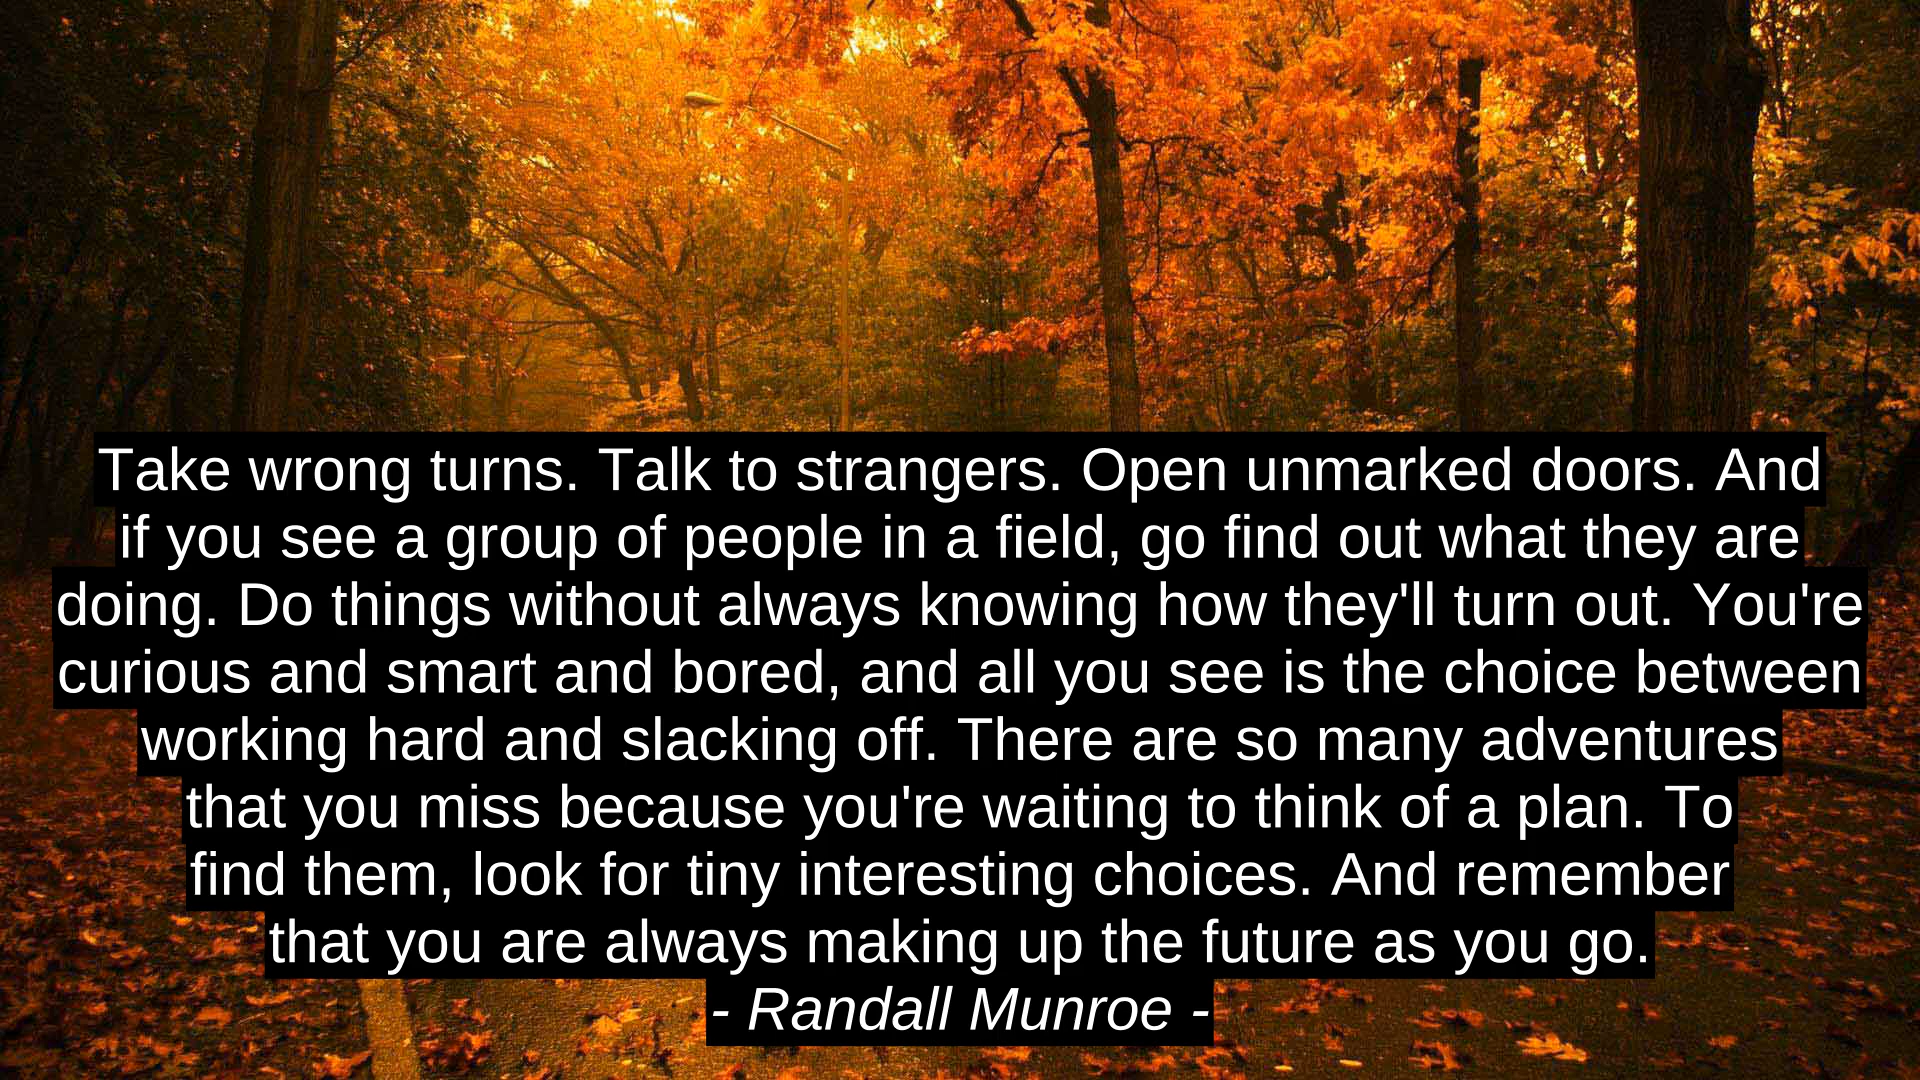 Take wrong turns. Talk to strangers. Open unmarked doors. And
if you see a group of people in a field, go find out what they are
doing. Do things without always knowing how they'll turn out. You're
curious and smart and bored, and all you see is the choice between
working hard and slacking off. There are so many adventures
that you miss because you're waiting to think of a plan. To
find them, look for tiny interesting choices. And remember
that you are always making up the future as you go.
- Randall Munroe -